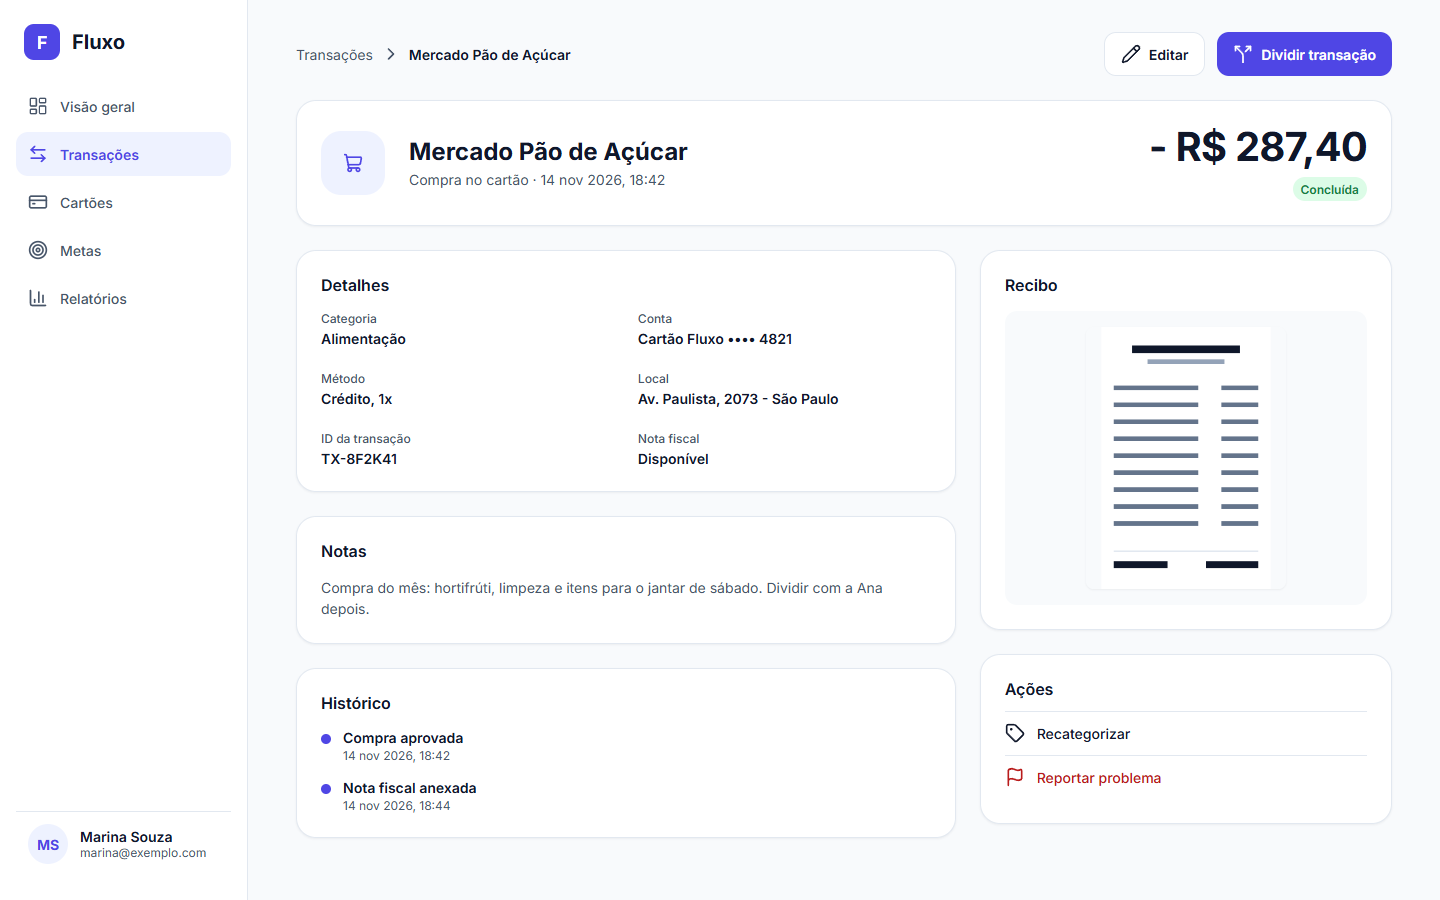 F Fluxo
Visão geral
Transações
Cartões
Metas
Relatórios
MS
Marina Souza
marina@exemplo.com
Transações Mercado Pão de Açúcar
Editar
Dividir transação
Mercado Pão de Açúcar
Compra no cartão · 14 nov 2026, 18:42
- R$ 287,40
Concluída
Detalhes
Categoria
Alimentação
Conta
Cartão Fluxo •••• 4821
Método
Crédito, 1x
Local
Av. Paulista, 2073 - São Paulo
ID da transação
TX-8F2K41
Nota fiscal
Disponível
Notas
Compra do mês: hortifrúti, limpeza e itens para o jantar de sábado. Dividir com a Ana
depois.
Histórico
Compra aprovada
14 nov 2026, 18:42
Nota fiscal anexada
14 nov 2026, 18:44
Recibo
Ações
Recategorizar
Reportar problema